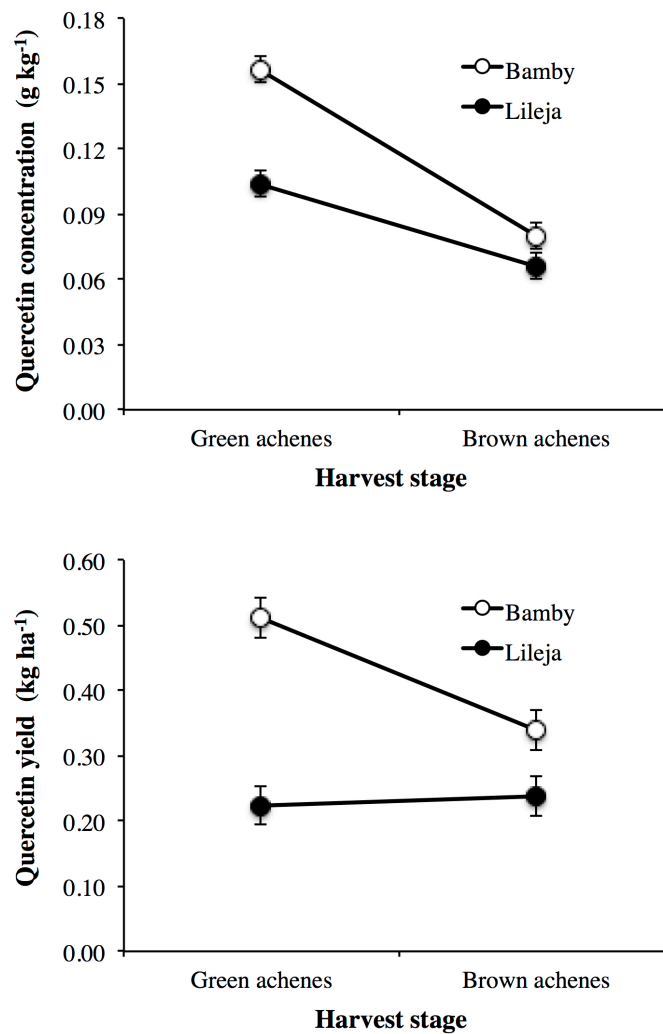 Quercetin concentration (g kg⁻¹)
0.18
0.15
0.12
0.09
0.06
0.03
0.00
Bamby
Lileja
Green achenes
Brown achenes
Harvest stage
Quercetin yield (kg ha⁻¹)
0.60
0.50
0.40
0.30
0.20
0.10
0.00
Bamby
Lileja
Green achenes
Brown achenes
Harvest stage